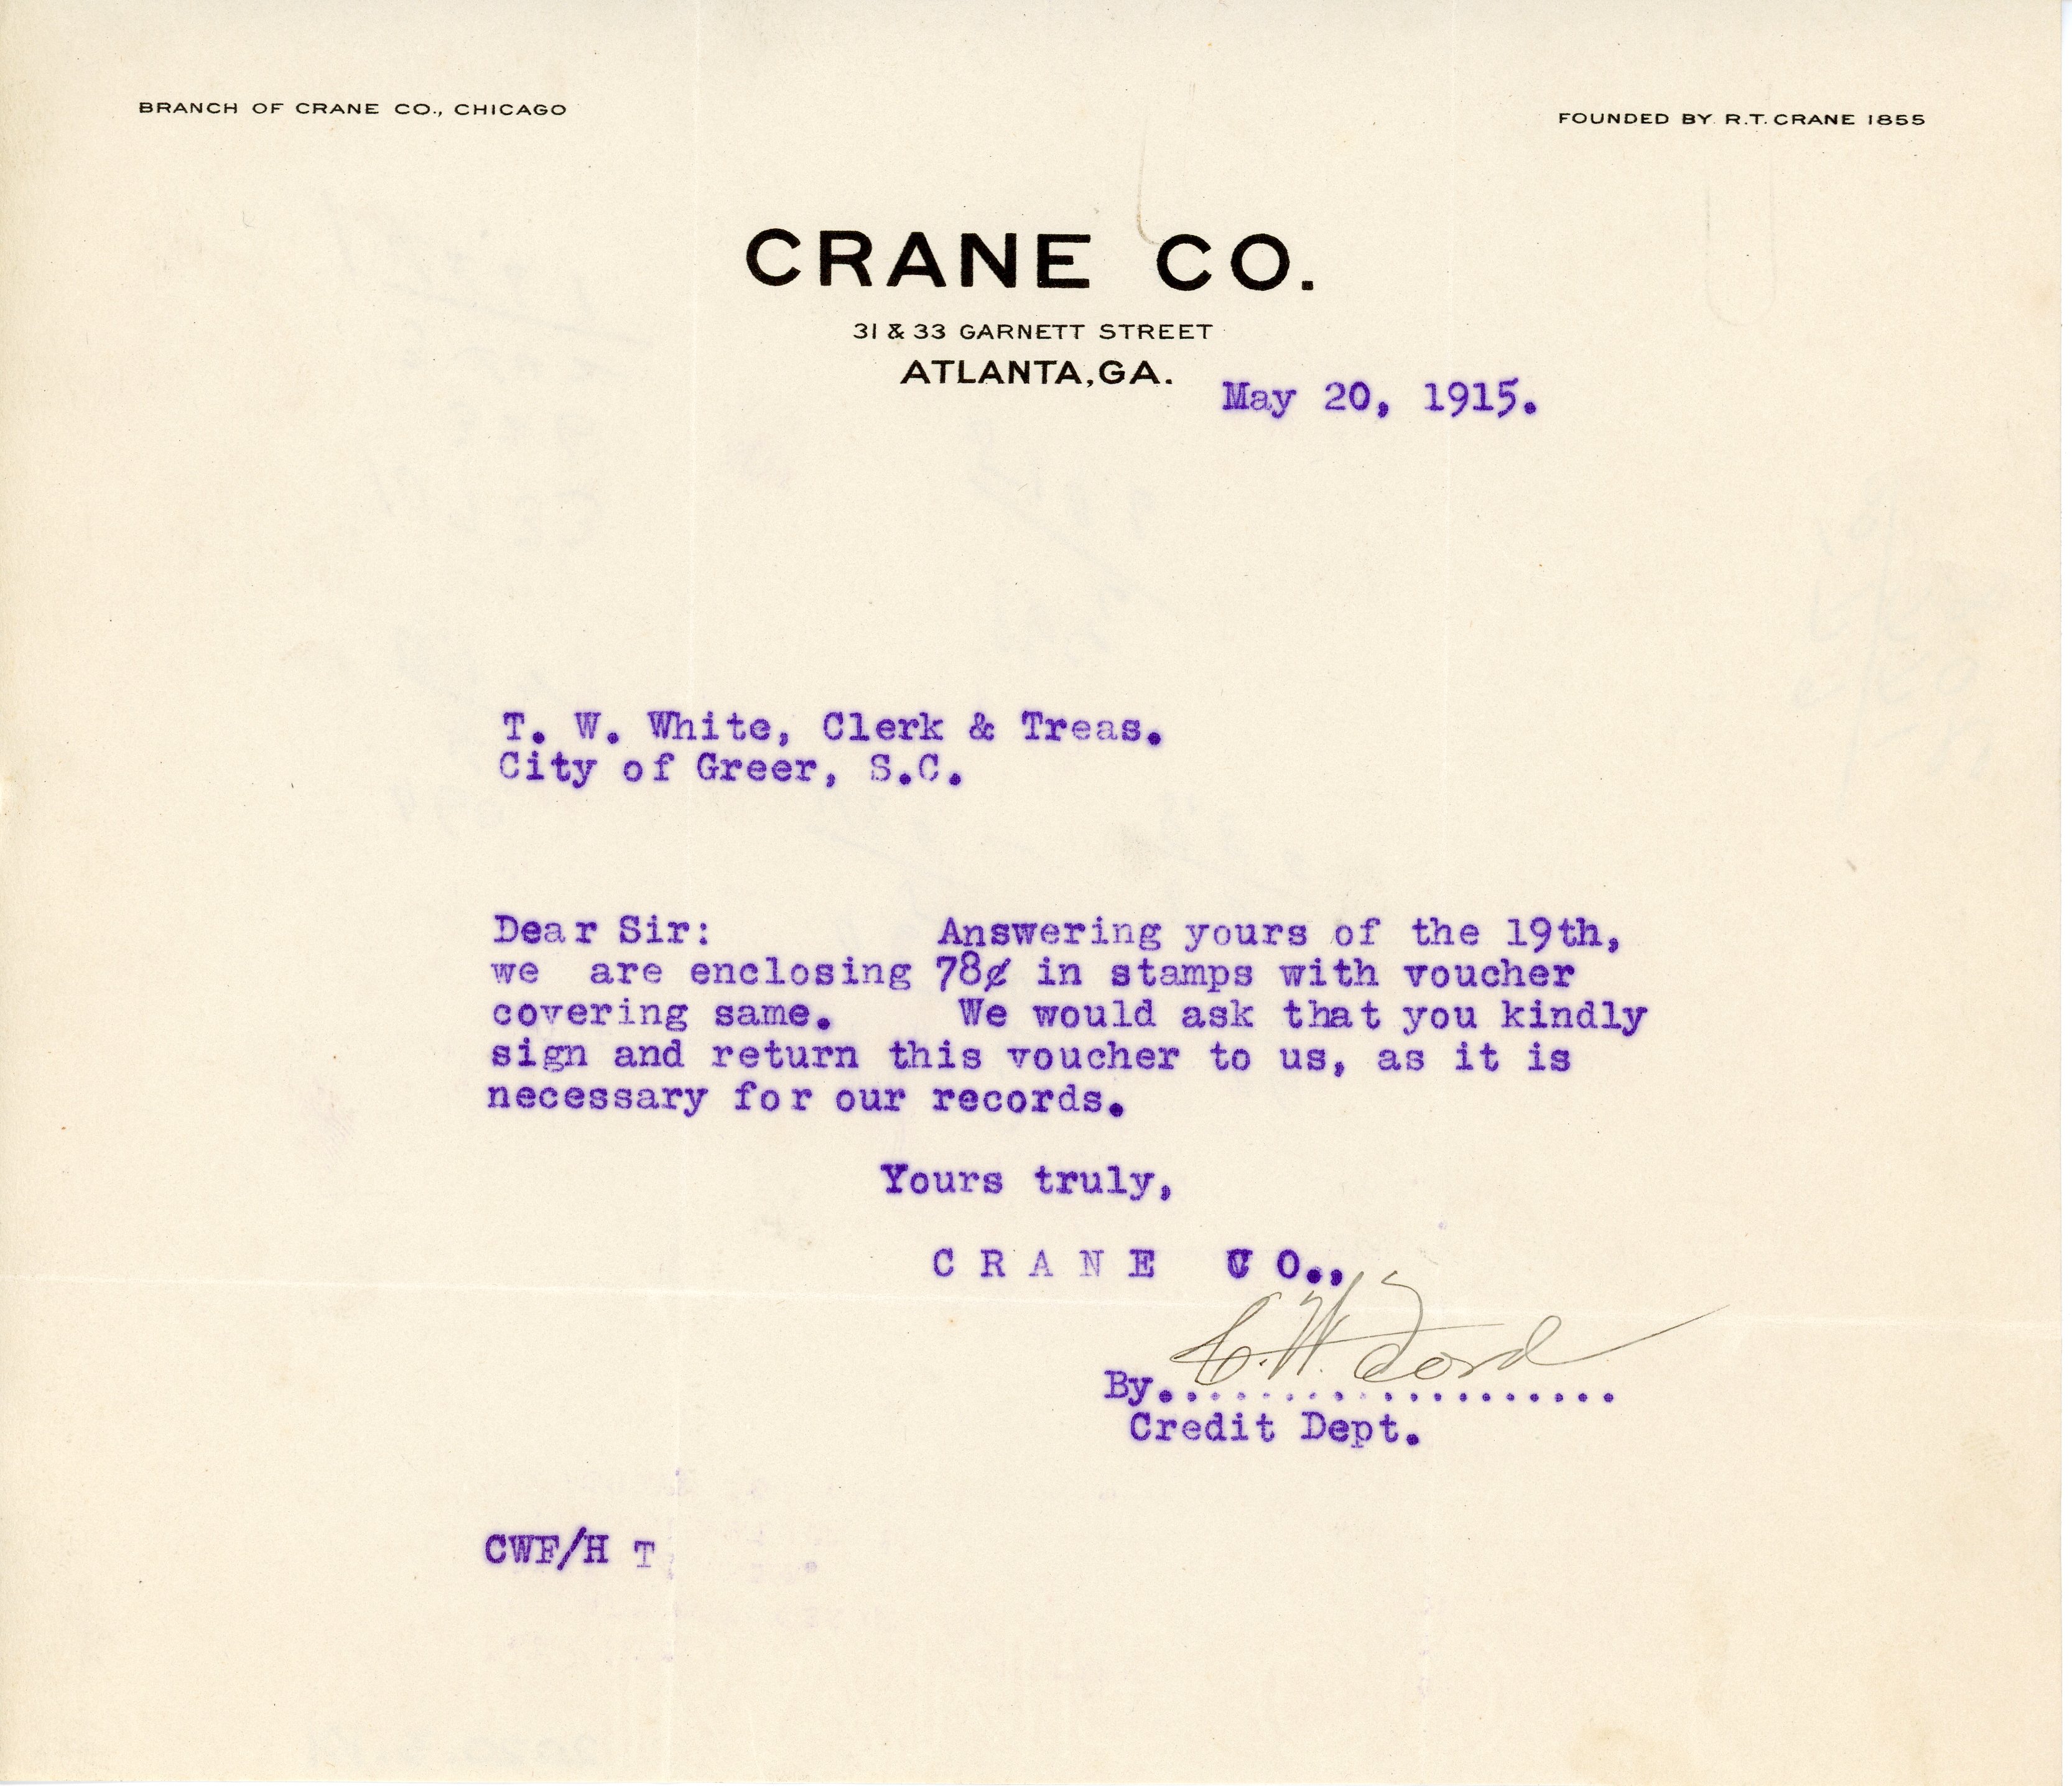 BRANCH OF CRANE CO., CHICAGO
FOUNDED BY R.T. CRANE 1855
CRANE CO.
31 & 33 GARNETT STREET
ATLANTA, GA.
May 20, 1915.
T. W. White, Clerk & Treas.
City of Greer, S.C.
Dear Sir: Answering yours of the 19th,
we are enclosing 78¢ in stamps with voucher
covering same. We would ask that you kindly
sign and return this voucher to us, as it is
necessary for our records.
Yours truly,
C R A N E C O.,
C. W. Ford
By...................
Credit Dept.
CWF/H T